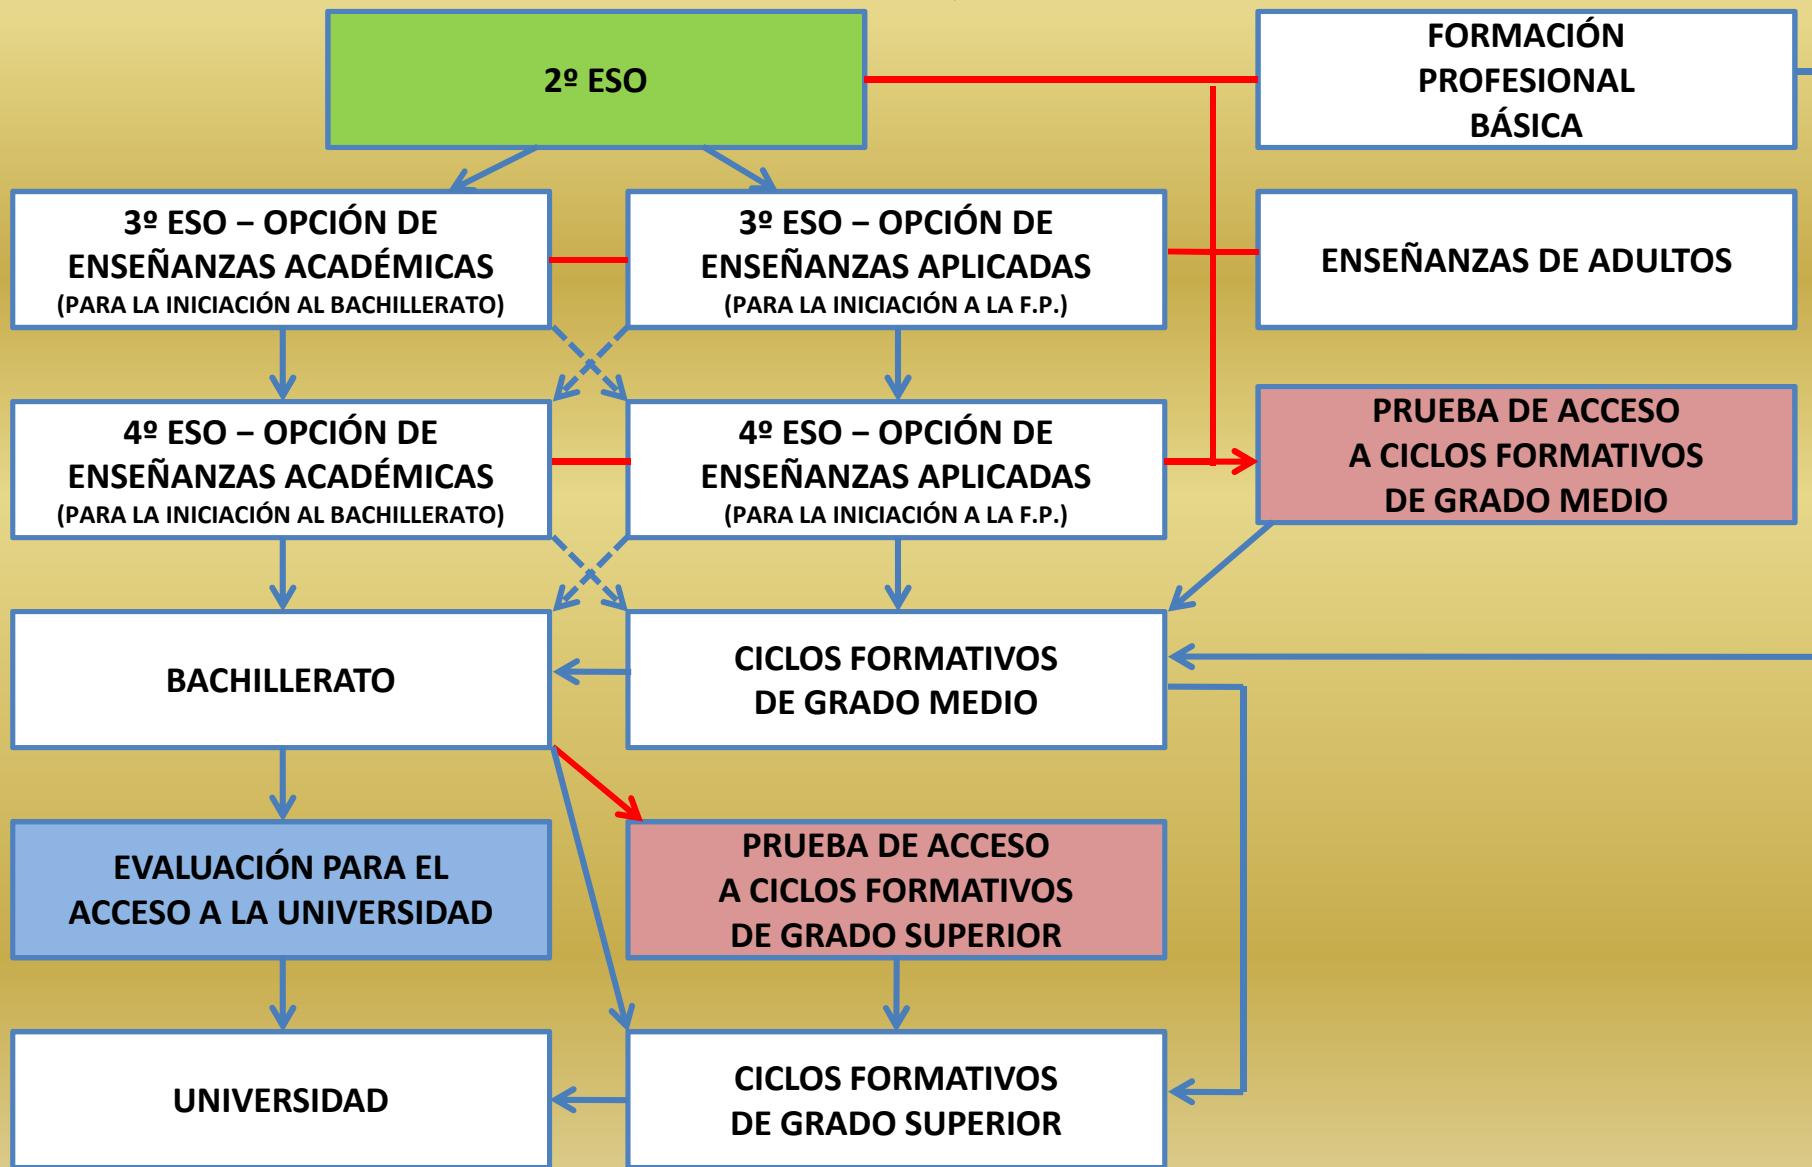 2º ESO
FORMACIÓN
PROFESIONAL
BÁSICA
3º ESO – OPCIÓN DE
ENSEÑANZAS ACADÉMICAS
(PARA LA INICIACIÓN AL BACHILLERATO)
3º ESO – OPCIÓN DE
ENSEÑANZAS APLICADAS
(PARA LA INICIACIÓN A LA F.P.)
ENSEÑANZAS DE ADULTOS
4º ESO – OPCIÓN DE
ENSEÑANZAS ACADÉMICAS
(PARA LA INICIACIÓN AL BACHILLERATO)
4º ESO – OPCIÓN DE
ENSEÑANZAS APLICADAS
(PARA LA INICIACIÓN A LA F.P.)
PRUEBA DE ACCESO
A CICLOS FORMATIVOS
DE GRADO MEDIO
BACHILLERATO
CICLOS FORMATIVOS
DE GRADO MEDIO
EVALUACIÓN PARA EL
ACCESO A LA UNIVERSIDAD
PRUEBA DE ACCESO
A CICLOS FORMATIVOS
DE GRADO SUPERIOR
UNIVERSIDAD
CICLOS FORMATIVOS
DE GRADO SUPERIOR